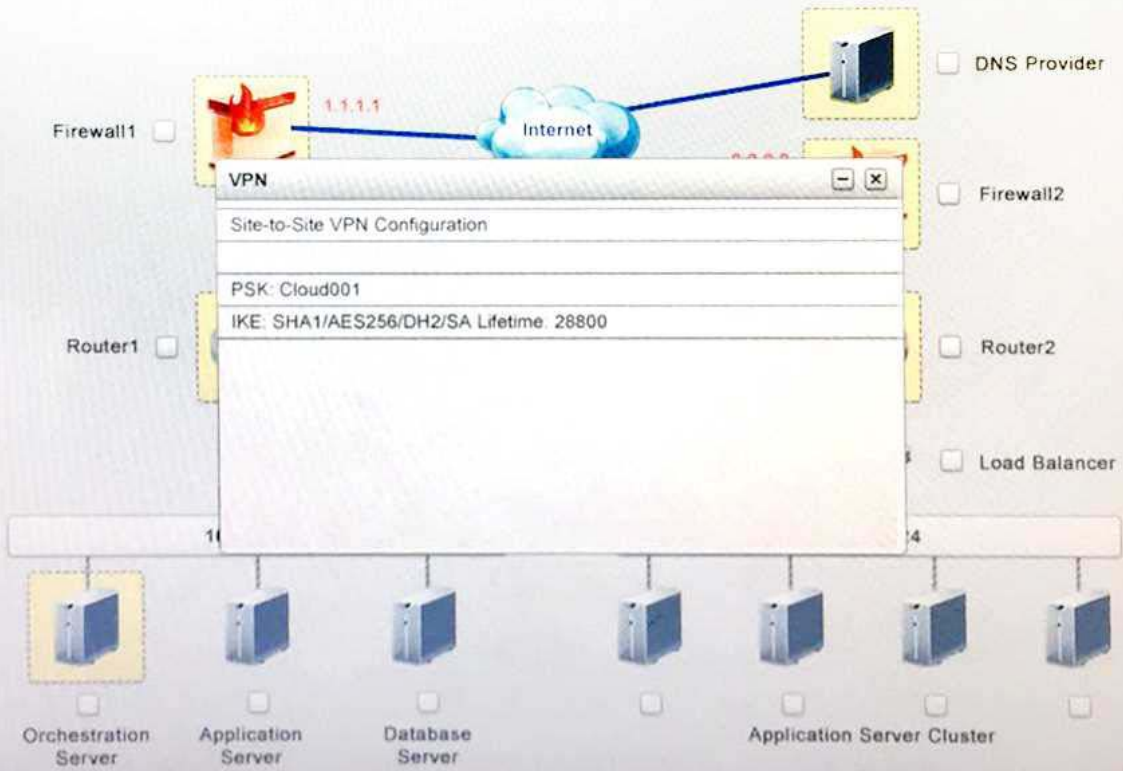 DNS Provider
1.1.1.1
Firewall1
Internet
VPN
Firewall2
Site-to-Site VPN Configuration
PSK: Cloud001
IKE: SHA1/AES256/DH2/SA Lifetime. 28800
Router1
Router2
Load Balancer
Orchestration
Server
Application
Server
Database
Server
Application Server Cluster